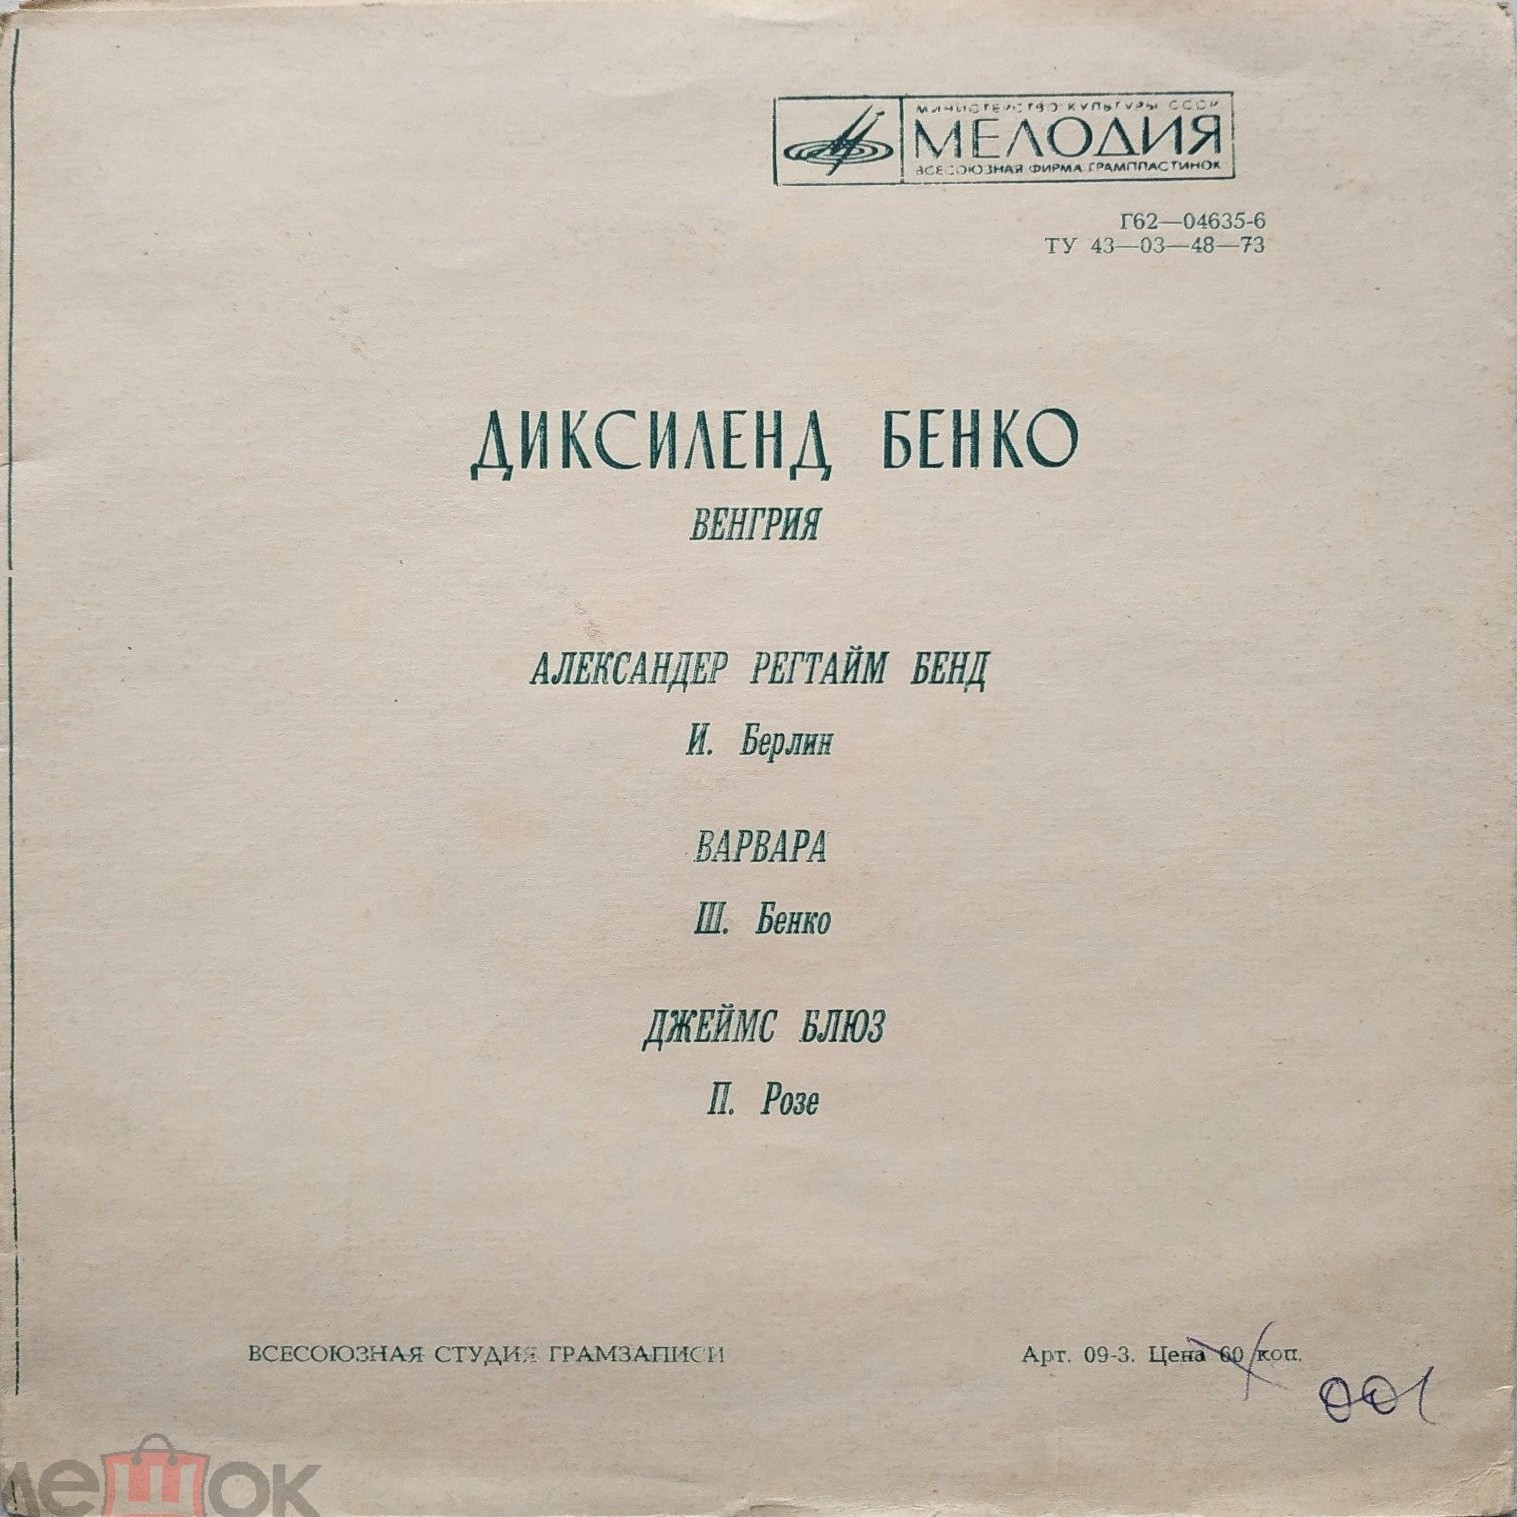 МИНИСТЕРСТВО КУЛЬТУРЫ СССР
МЕЛОДИЯ
ВСЕСОЮЗНАЯ ФИРМА ГРАМПЛАСТИНОК
Г62—04635-6
ТУ 43—03—48—73
ДИКСИЛЕНД БЕНКО
ВЕНГРИЯ
АЛЕКСАНДЕР РЕГТАЙМ БЕНД
И. Берлин
ВАРВАРА
Ш. Бенко
ДЖЕЙМС БЛЮЗ
П. Розе
ВСЕСОЮЗНАЯ СТУДИЯ ГРАМЗАПИСИ
Арт. 09-3. Цена 60 коп.
мешок